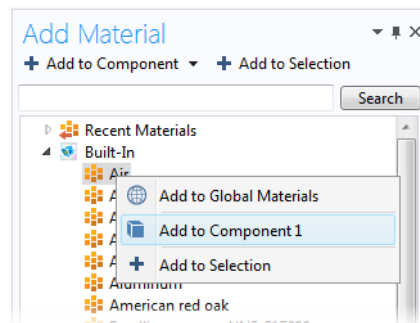 Add Material
Add to Component Add to Selection
Search
Recent Materials
Built-In
Air
Add to Global Materials
Add to Component 1
Add to Selection
Aluminum
American red oak